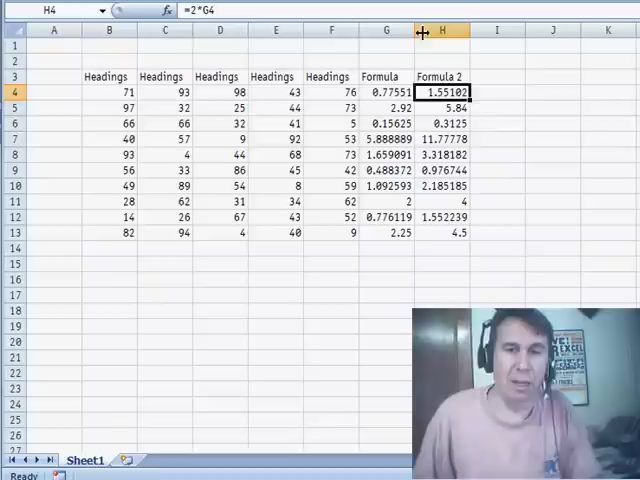 H4 fx =2*G4
A B C D E F G H I J K
1
2
3 Headings Headings Headings Headings Headings Formula Formula 2
4 71 93 98 43 76 0.77551 1.55102
5 97 32 25 44 73 2.92 5.84
6 66 66 32 41 5 0.15625 0.3125
7 40 57 9 92 53 5.888889 11.77778
8 93 4 44 68 73 1.659091 3.318182
9 56 33 86 45 42 0.488372 0.976744
10 49 89 54 8 59 1.092593 2.185185
11 28 62 31 34 62 2 4
12 14 26 67 43 52 0.776119 1.552239
13 82 94 4 40 9 2.25 4.5
14
15
16
17
18
19
20
21
22
23
24
25
26
27
Sheet1
Ready
EXCEL